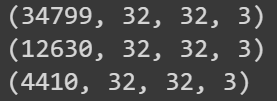 (34799, 32, 32, 3)
(12630, 32, 32, 3)
(4410, 32, 32, 3)